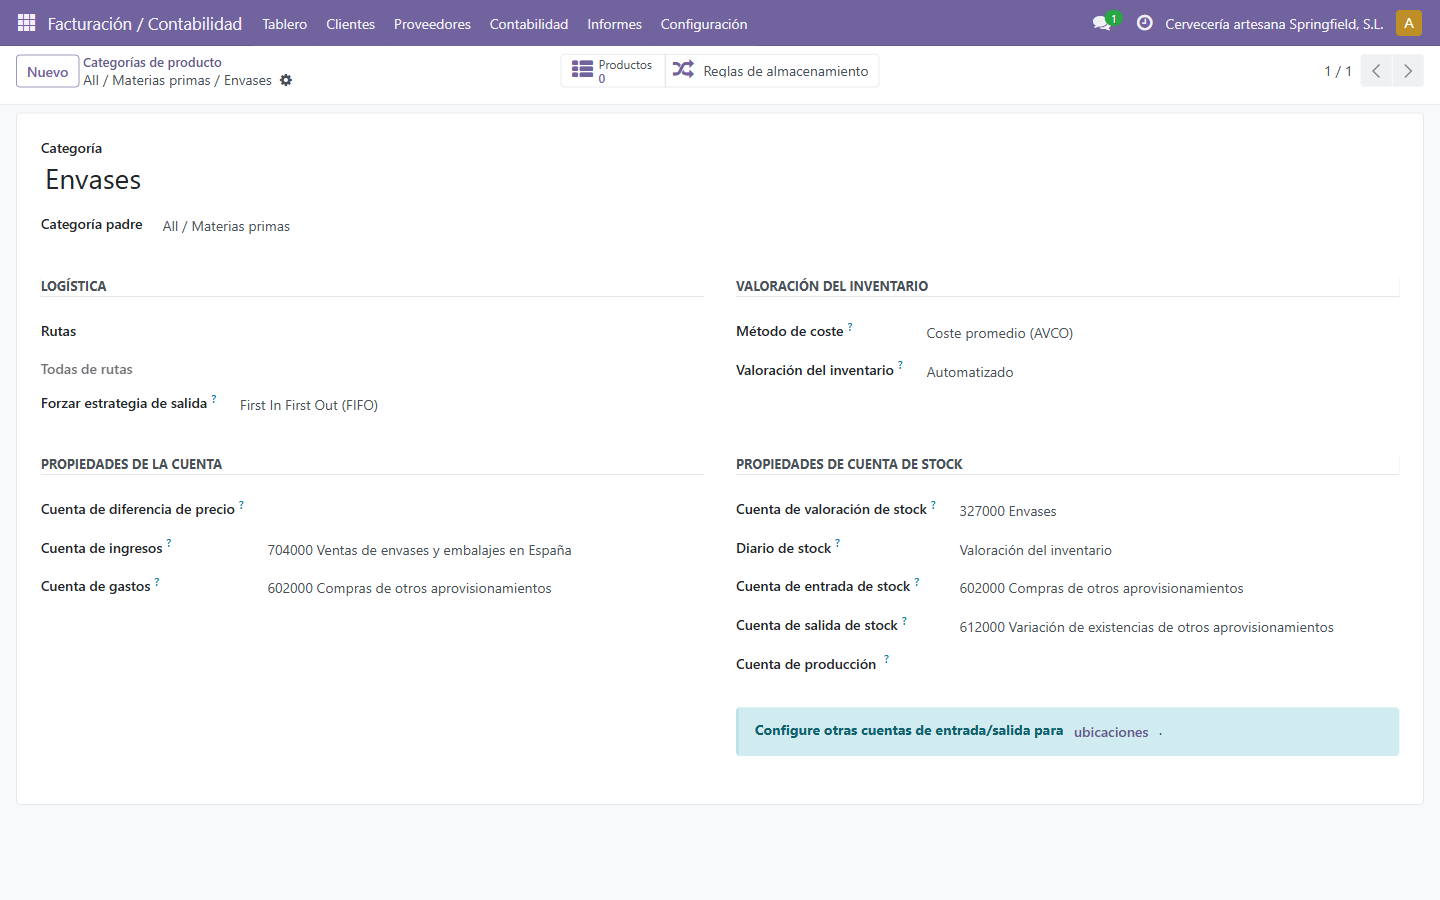 Facturación / Contabilidad Tablero Clientes Proveedores Contabilidad Informes Configuración 1 Cervecería artesana Springfield, S.L. A
Nuevo
Categorías de producto
All / Materias primas / Envases
Productos
0
Reglas de almacenamiento
1 / 1
Categoría
Envases
Categoría padre All / Materias primas
LOGÍSTICA
Rutas
Todas de rutas
Forzar estrategia de salida ? First In First Out (FIFO)
VALORACIÓN DEL INVENTARIO
Método de coste ? Coste promedio (AVCO)
Valoración del inventario ? Automatizado
PROPIEDADES DE LA CUENTA
Cuenta de diferencia de precio ?
Cuenta de ingresos ? 704000 Ventas de envases y embalajes en España
Cuenta de gastos ? 602000 Compras de otros aprovisionamientos
PROPIEDADES DE CUENTA DE STOCK
Cuenta de valoración de stock ? 327000 Envases
Diario de stock ? Valoración del inventario
Cuenta de entrada de stock ? 602000 Compras de otros aprovisionamientos
Cuenta de salida de stock ? 612000 Variación de existencias de otros aprovisionamientos
Cuenta de producción ?
Configure otras cuentas de entrada/salida para ubicaciones .